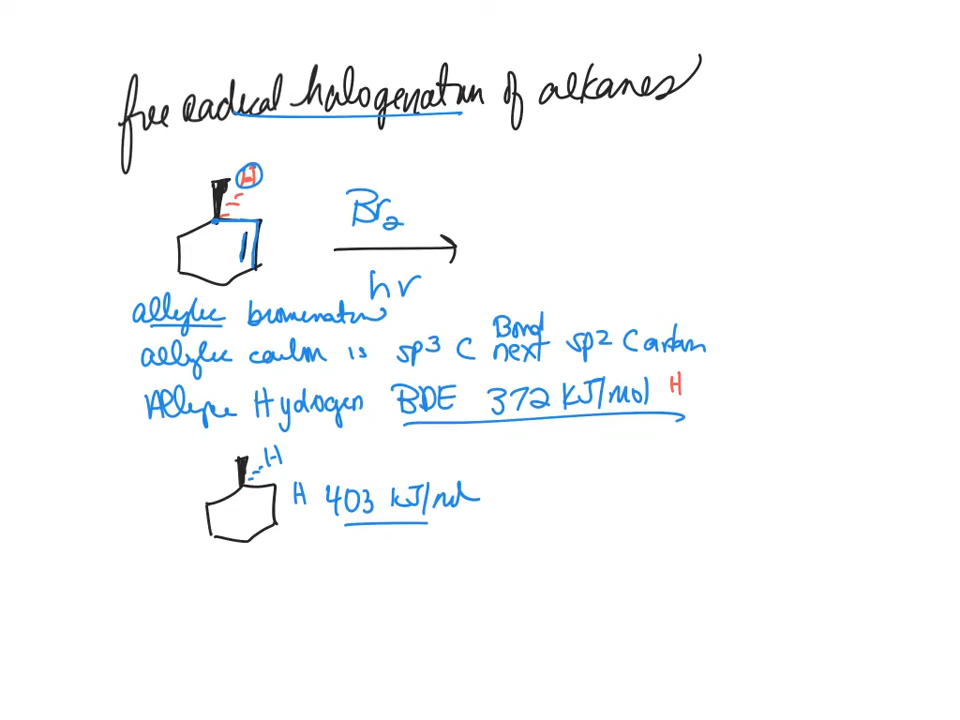 free radical halogenation of alkanes
H
Br2
hν
allylic bromination
allylic carbon is sp3 C Bond next sp2 Carbon
Allylic Hydrogen BDE 372 KJ/mol H
H
H 403 kJ/mol